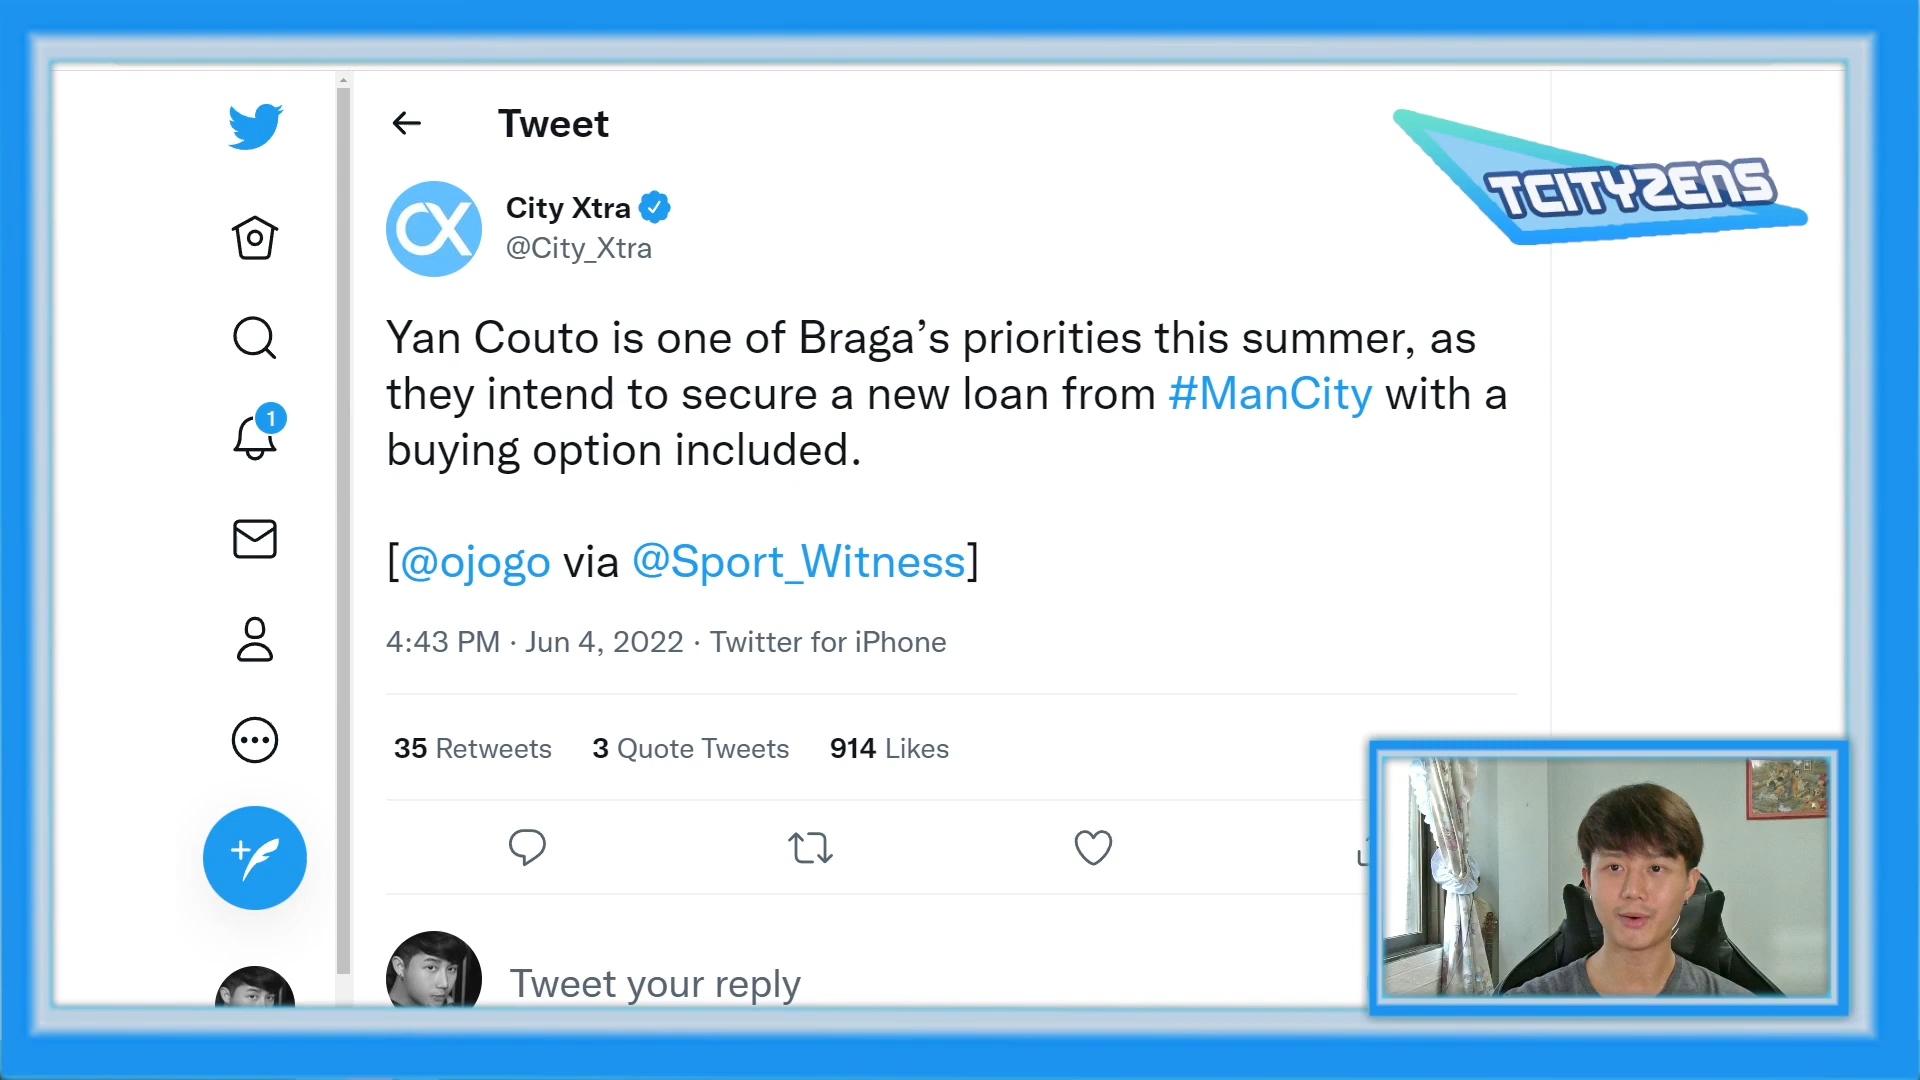 Tweet
TCITYZENS
CX
City Xtra
@City_Xtra
Yan Couto is one of Braga’s priorities this summer, as
they intend to secure a new loan from #ManCity with a
buying option included.
1
[@ojogo via @Sport_Witness]
4:43 PM · Jun 4, 2022 · Twitter for iPhone
35 Retweets 3 Quote Tweets 914 Likes
Tweet your reply